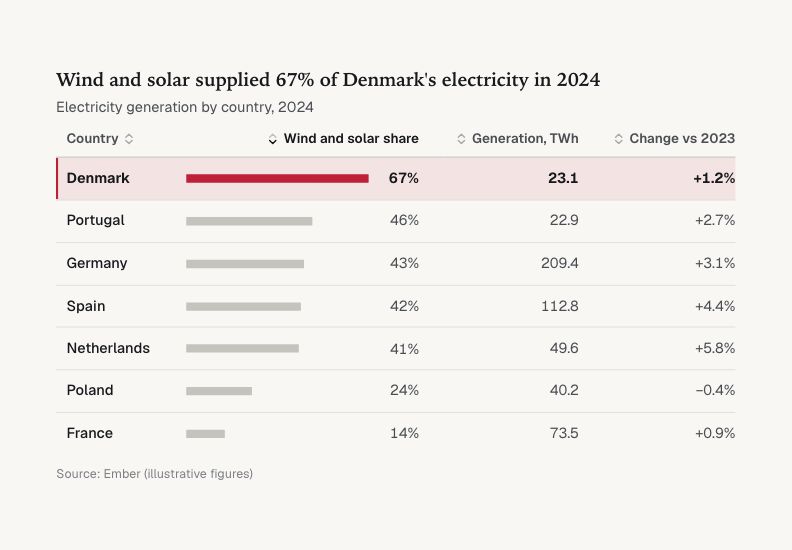 Wind and solar supplied 67% of Denmark's electricity in 2024
Electricity generation by country, 2024
Country Wind and solar share Generation, TWh Change vs 2023
Denmark 67% 23.1 +1.2%
Portugal 46% 22.9 +2.7%
Germany 43% 209.4 +3.1%
Spain 42% 112.8 +4.4%
Netherlands 41% 49.6 +5.8%
Poland 24% 40.2 −0.4%
France 14% 73.5 +0.9%
Source: Ember (illustrative figures)